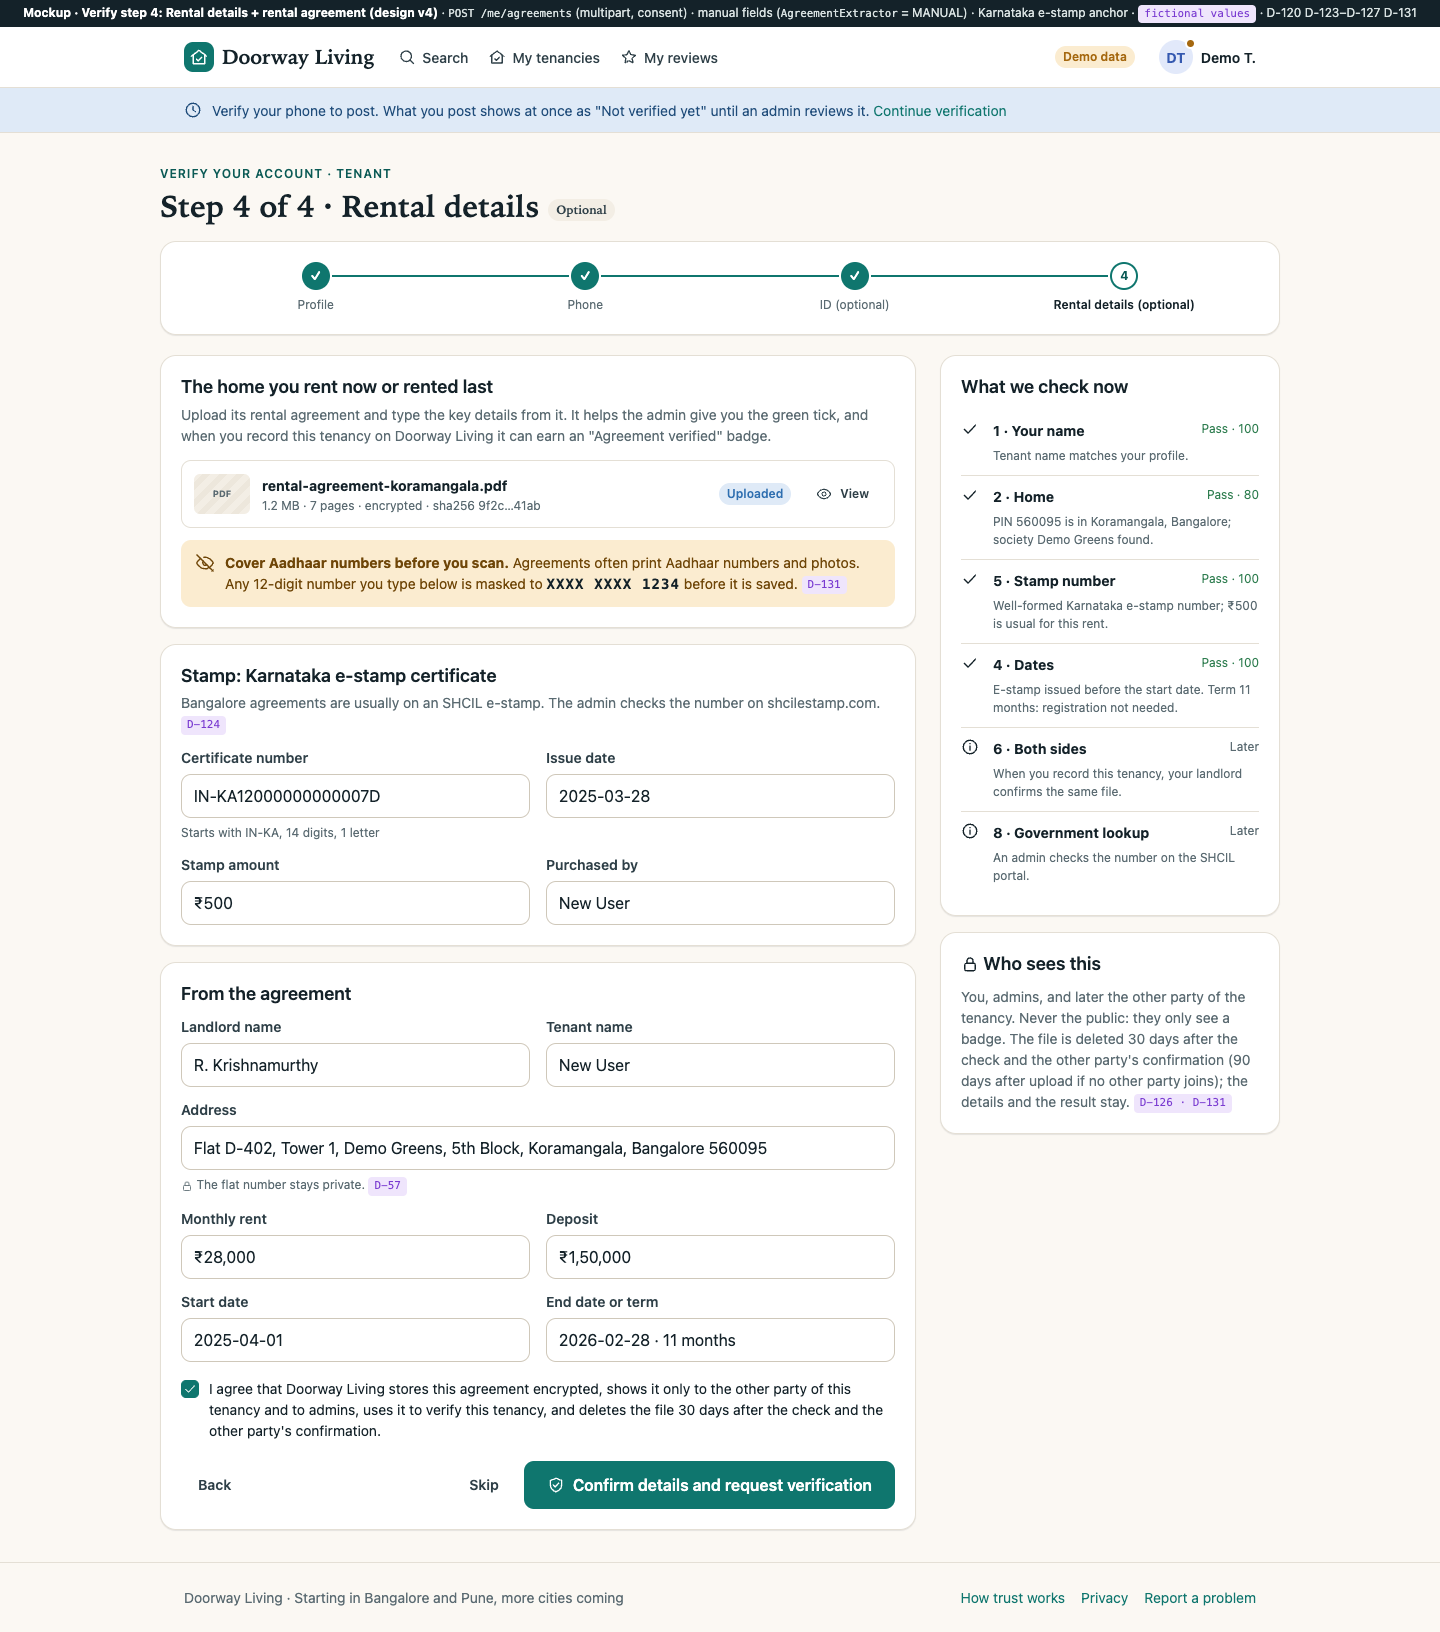 Mockup · Verify step 4: Rental details + rental agreement (design v4) · POST /me/agreements (multipart, consent) · manual fields (AgreementExtractor = MANUAL) · Karnataka e-stamp anchor · fictional values · D-120 D-123–D-127 D-131
Doorway Living
Search
My tenancies
My reviews
Demo data
DT
Demo T.
Verify your phone to post. What you post shows at once as "Not verified yet" until an admin reviews it. Continue verification
VERIFY YOUR ACCOUNT · TENANT
Step 4 of 4 · Rental details Optional
Profile
Phone
ID (optional)
4
Rental details (optional)
The home you rent now or rented last
Upload its rental agreement and type the key details from it. It helps the admin give you the green tick, and
when you record this tenancy on Doorway Living it can earn an "Agreement verified" badge.
PDF
rental-agreement-koramangala.pdf
1.2 MB · 7 pages · encrypted · sha256 9f2c…41ab
Uploaded
View
Cover Aadhaar numbers before you scan. Agreements often print Aadhaar numbers and photos.
Any 12-digit number you type below is masked to XXXX XXXX 1234 before it is saved. D-131
Stamp: Karnataka e-stamp certificate
Bangalore agreements are usually on an SHCIL e-stamp. The admin checks the number on shcilestamp.com.
D-124
Certificate number
Issue date
IN-KA12000000000007D
2025-03-28
Starts with IN-KA, 14 digits, 1 letter
Stamp amount
Purchased by
₹500
New User
From the agreement
Landlord name
Tenant name
R. Krishnamurthy
New User
Address
Flat D-402, Tower 1, Demo Greens, 5th Block, Koramangala, Bangalore 560095
The flat number stays private. D-57
Monthly rent
Deposit
₹28,000
₹1,50,000
Start date
End date or term
2025-04-01
2026-02-28 · 11 months
I agree that Doorway Living stores this agreement encrypted, shows it only to the other party of this
tenancy and to admins, uses it to verify this tenancy, and deletes the file 30 days after the check and the
other party's confirmation.
Back
Skip
Confirm details and request verification
What we check now
1 · Your name
Pass · 100
Tenant name matches your profile.
2 · Home
Pass · 80
PIN 560095 is in Koramangala, Bangalore;
society Demo Greens found.
5 · Stamp number
Pass · 100
Well-formed Karnataka e-stamp number; ₹500
is usual for this rent.
4 · Dates
Pass · 100
E-stamp issued before the start date. Term 11
months: registration not needed.
6 · Both sides
Later
When you record this tenancy, your landlord
confirms the same file.
8 · Government lookup
Later
An admin checks the number on the SHCIL
portal.
Who sees this
You, admins, and later the other party of the
tenancy. Never the public: they only see a
badge. The file is deleted 30 days after the
check and the other party's confirmation (90
days after upload if no other party joins); the
details and the result stay. D-126 · D-131
Doorway Living · Starting in Bangalore and Pune, more cities coming
How trust works
Privacy
Report a problem